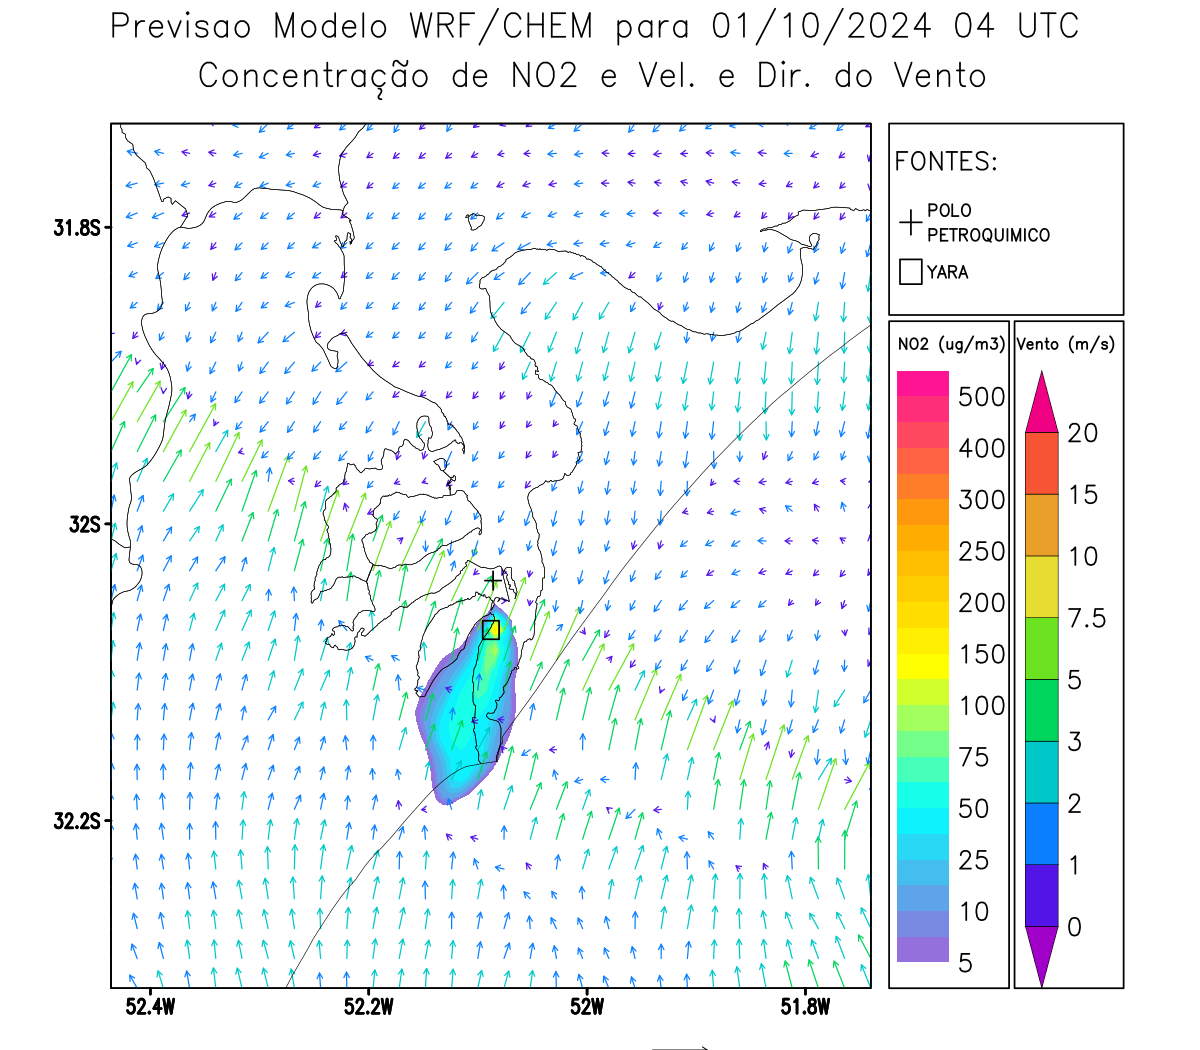 Previsao Modelo WRF/CHEM para 01/10/2024 04 UTC
Concentração de NO2 e Vel. e Dir. do Vento
FONTES:
POLO
PETROQUIMICO
YARA
NO2 (ug/m3)
500
400
300
250
200
150
100
75
50
25
10
5
Vento (m/s)
20
15
10
7.5
5
3
2
1
0
31.8S
32S
32.2S
52.4W
52.2W
52W
51.8W